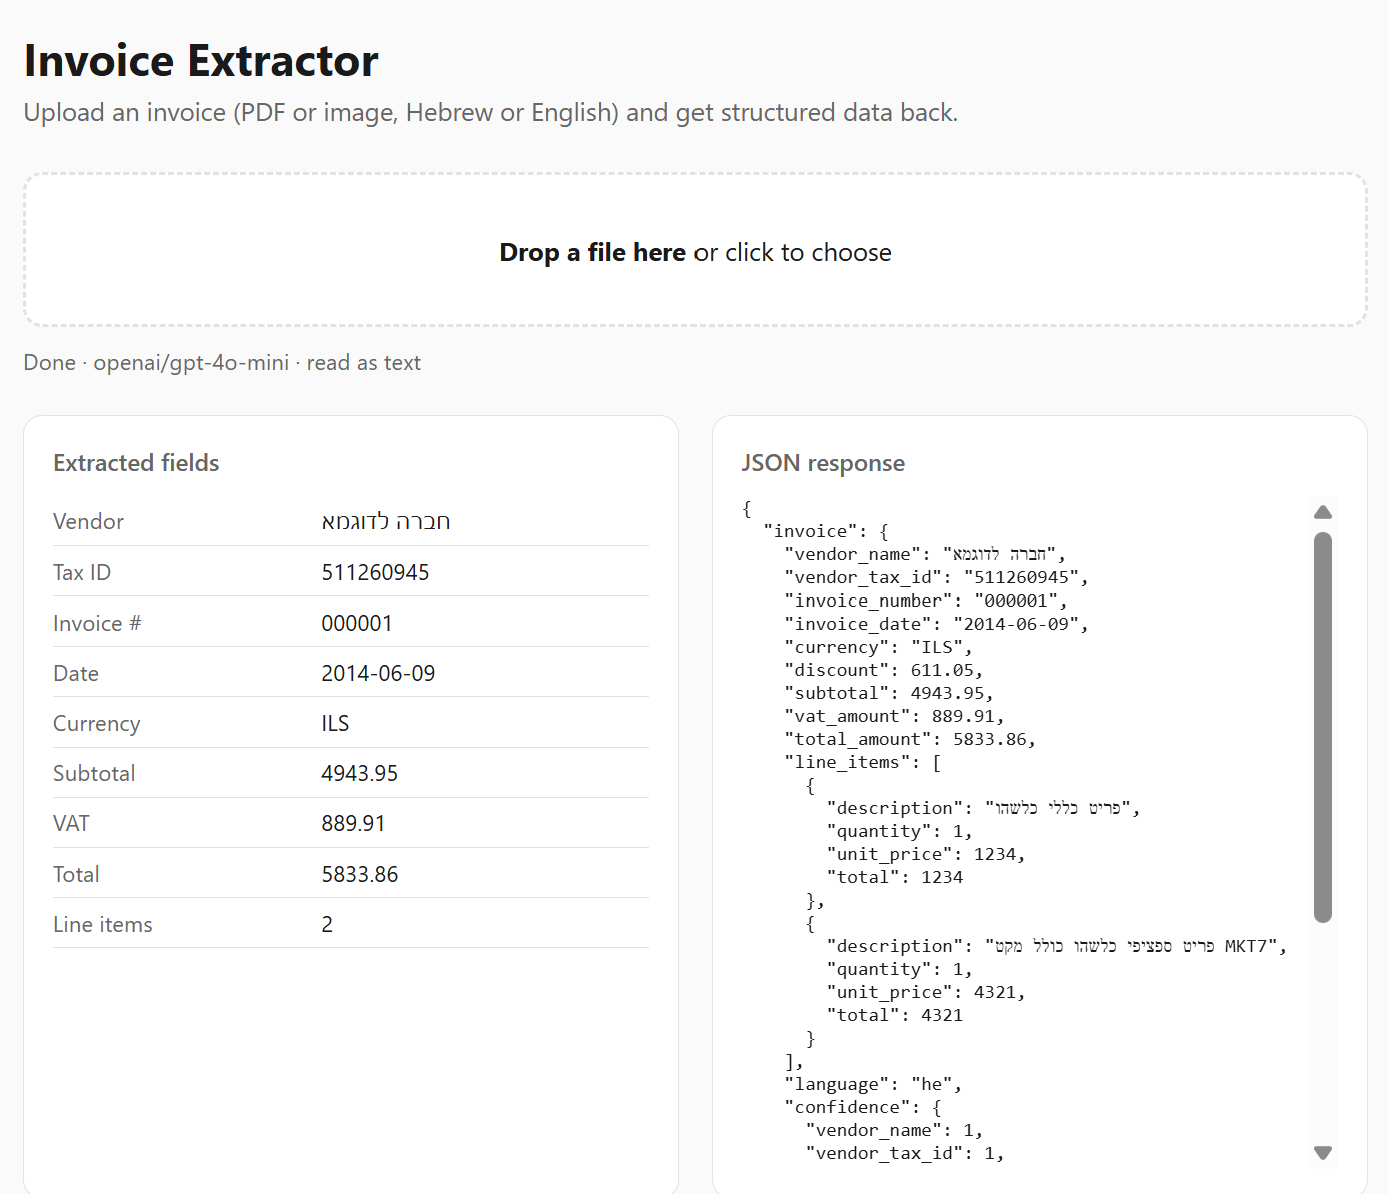 Invoice Extractor
Upload an invoice (PDF or image, Hebrew or English) and get structured data back.
Drop a file here or click to choose
Done · openai/gpt-4o-mini · read as text
Extracted fields
Vendor חברה לדוגמא
Tax ID 511260945
Invoice # 000001
Date 2014-06-09
Currency ILS
Subtotal 4943.95
VAT 889.91
Total 5833.86
Line items 2
JSON response
{
"invoice": {
"vendor_name": "חברה לדוגמא",
"vendor_tax_id": "511260945",
"invoice_number": "000001",
"invoice_date": "2014-06-09",
"currency": "ILS",
"discount": 611.05,
"subtotal": 4943.95,
"vat_amount": 889.91,
"total_amount": 5833.86,
"line_items": [
{
"description": "פריט כללי כלשהו",
"quantity": 1,
"unit_price": 1234,
"total": 1234
},
{
"description": "פריט ספציפי כלשהו כולל מקט MKT7",
"quantity": 1,
"unit_price": 4321,
"total": 4321
}
],
"language": "he",
"confidence": {
"vendor_name": 1,
"vendor_tax_id": 1,